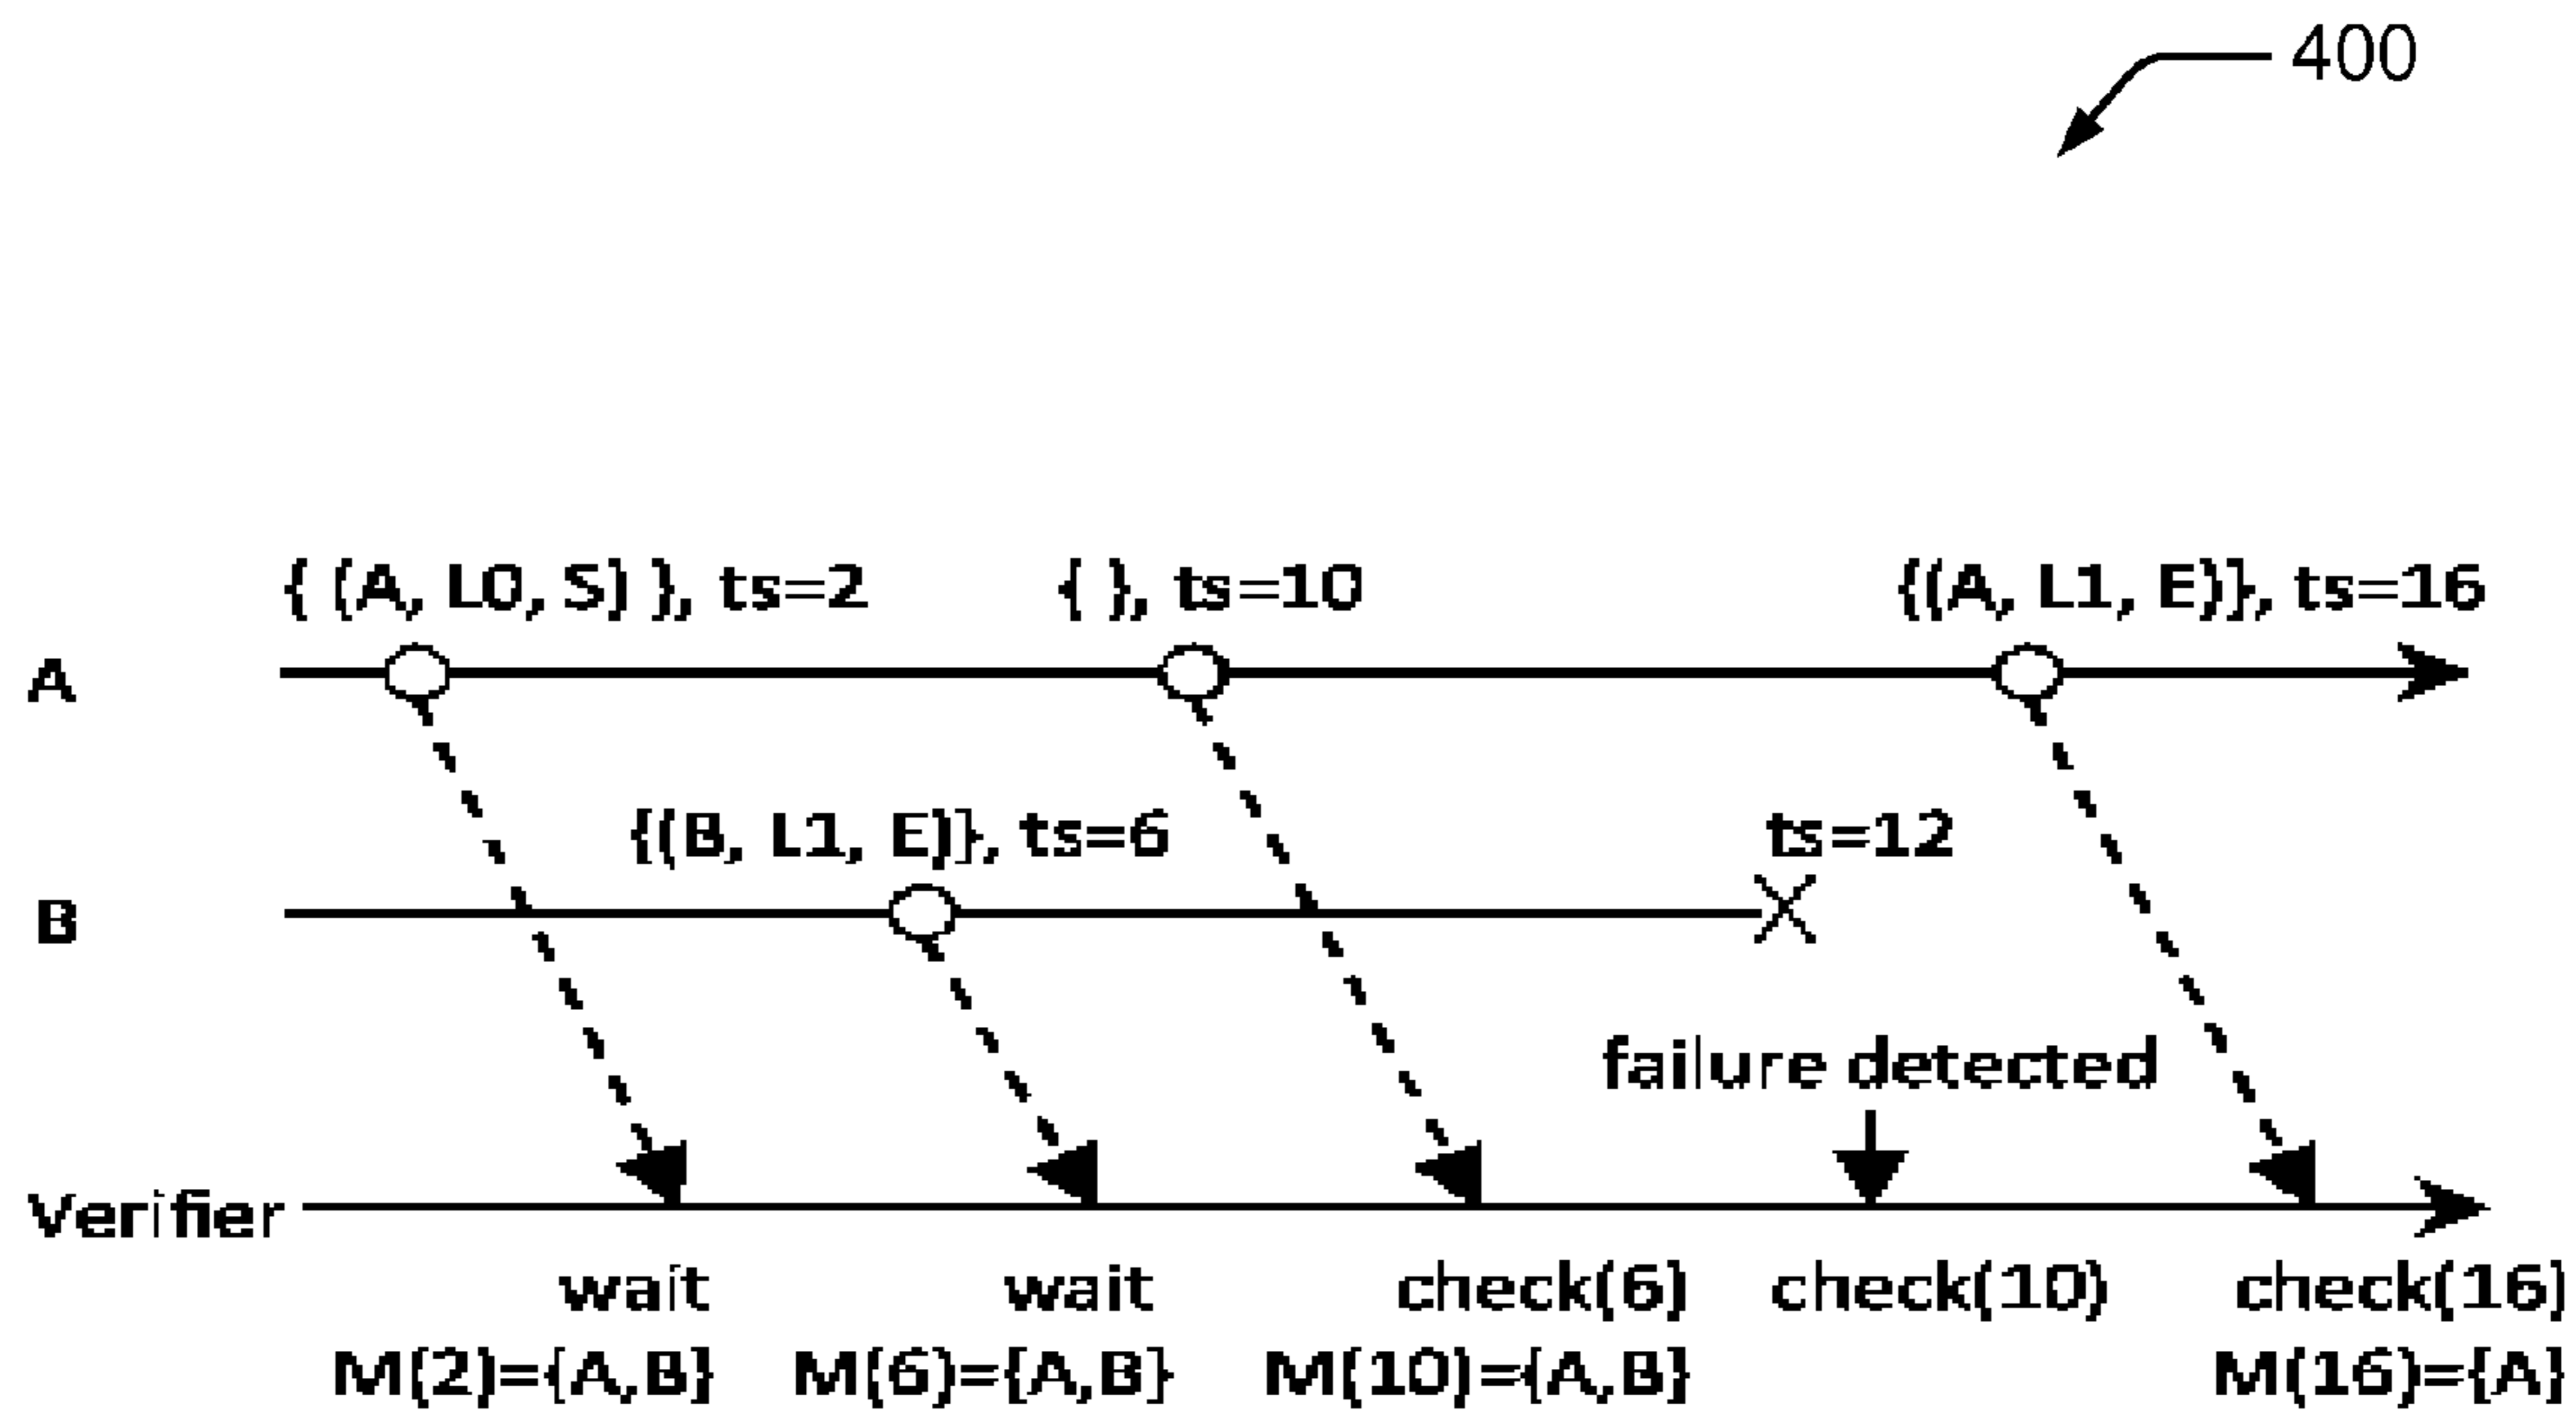 400
{ (A, L0, S) }, ts=2
{ }, ts=10
{(A, L1, E)}, ts=16
A
{(B, L1, E)}, ts=6
ts=12
B
failure detected
Verifier
wait
wait
check(6)
check(10)
check(16)
M(2)={A,B}
M(6)={A,B}
M(10)={A,B}
M(16)={A}